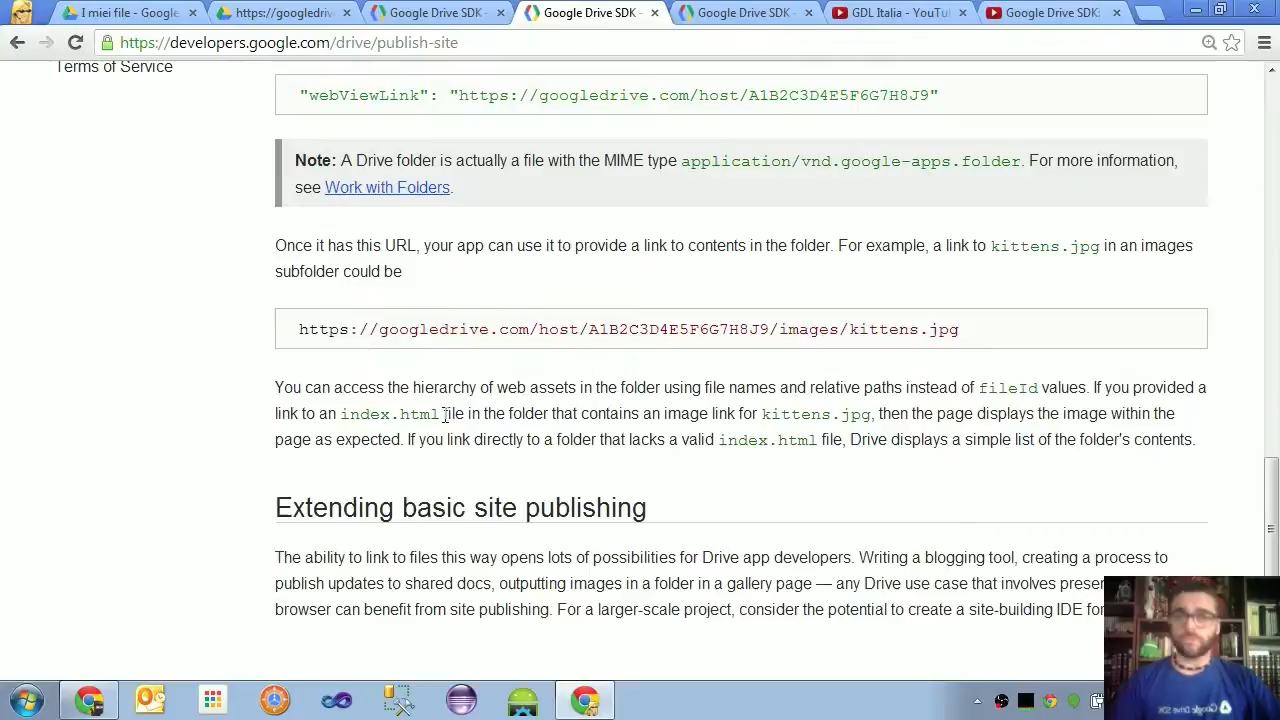 I miei file - Google
https://googledriv
Google Drive SDK -
Google Drive SDK -
Google Drive SDK -
GDL Italia - YouTu
Google Drive SDK:
https://developers.google.com/drive/publish-site
Terms of Service
"webViewLink": "https://googledrive.com/host/A1B2C3D4E5F6G7H8J9"
Note: A Drive folder is actually a file with the MIME type application/vnd.google-apps.folder. For more information,
see Work with Folders.
Once it has this URL, your app can use it to provide a link to contents in the folder. For example, a link to kittens.jpg in an images
subfolder could be
https://googledrive.com/host/A1B2C3D4E5F6G7H8J9/images/kittens.jpg
You can access the hierarchy of web assets in the folder using file names and relative paths instead of fileId values. If you provided a
link to an index.html file in the folder that contains an image link for kittens.jpg, then the page displays the image within the
page as expected. If you link directly to a folder that lacks a valid index.html file, Drive displays a simple list of the folder's contents.
Extending basic site publishing
The ability to link to files this way opens lots of possibilities for Drive app developers. Writing a blogging tool, creating a process to
publish updates to shared docs, outputting images in a folder in a gallery page — any Drive use case that involves preser
browser can benefit from site publishing. For a larger-scale project, consider the potential to create a site-building IDE for
Google Drive SDK